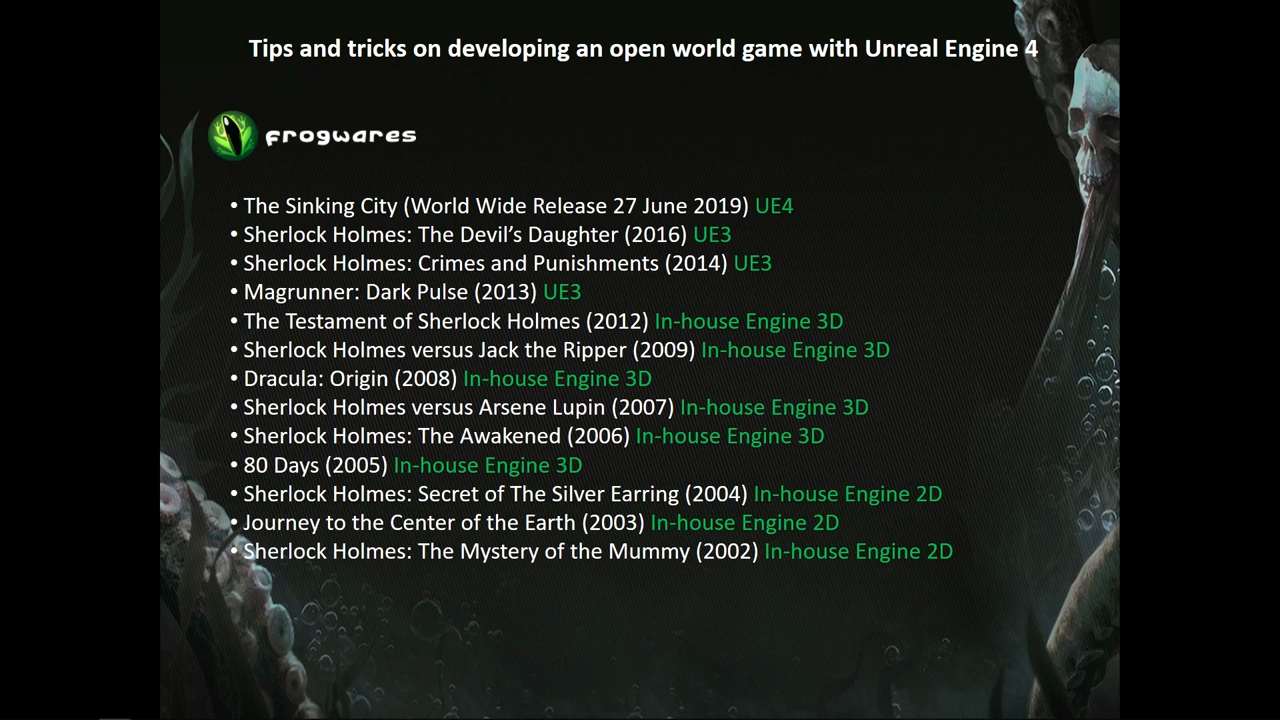 Tips and tricks on developing an open world game with Unreal Engine 4
frogwares
• The Sinking City (World Wide Release 27 June 2019) UE4
• Sherlock Holmes: The Devil’s Daughter (2016) UE3
• Sherlock Holmes: Crimes and Punishments (2014) UE3
• Magrunner: Dark Pulse (2013) UE3
• The Testament of Sherlock Holmes (2012) In-house Engine 3D
• Sherlock Holmes versus Jack the Ripper (2009) In-house Engine 3D
• Dracula: Origin (2008) In-house Engine 3D
• Sherlock Holmes versus Arsene Lupin (2007) In-house Engine 3D
• Sherlock Holmes: The Awakened (2006) In-house Engine 3D
• 80 Days (2005) In-house Engine 3D
• Sherlock Holmes: Secret of The Silver Earring (2004) In-house Engine 2D
• Journey to the Center of the Earth (2003) In-house Engine 2D
• Sherlock Holmes: The Mystery of the Mummy (2002) In-house Engine 2D